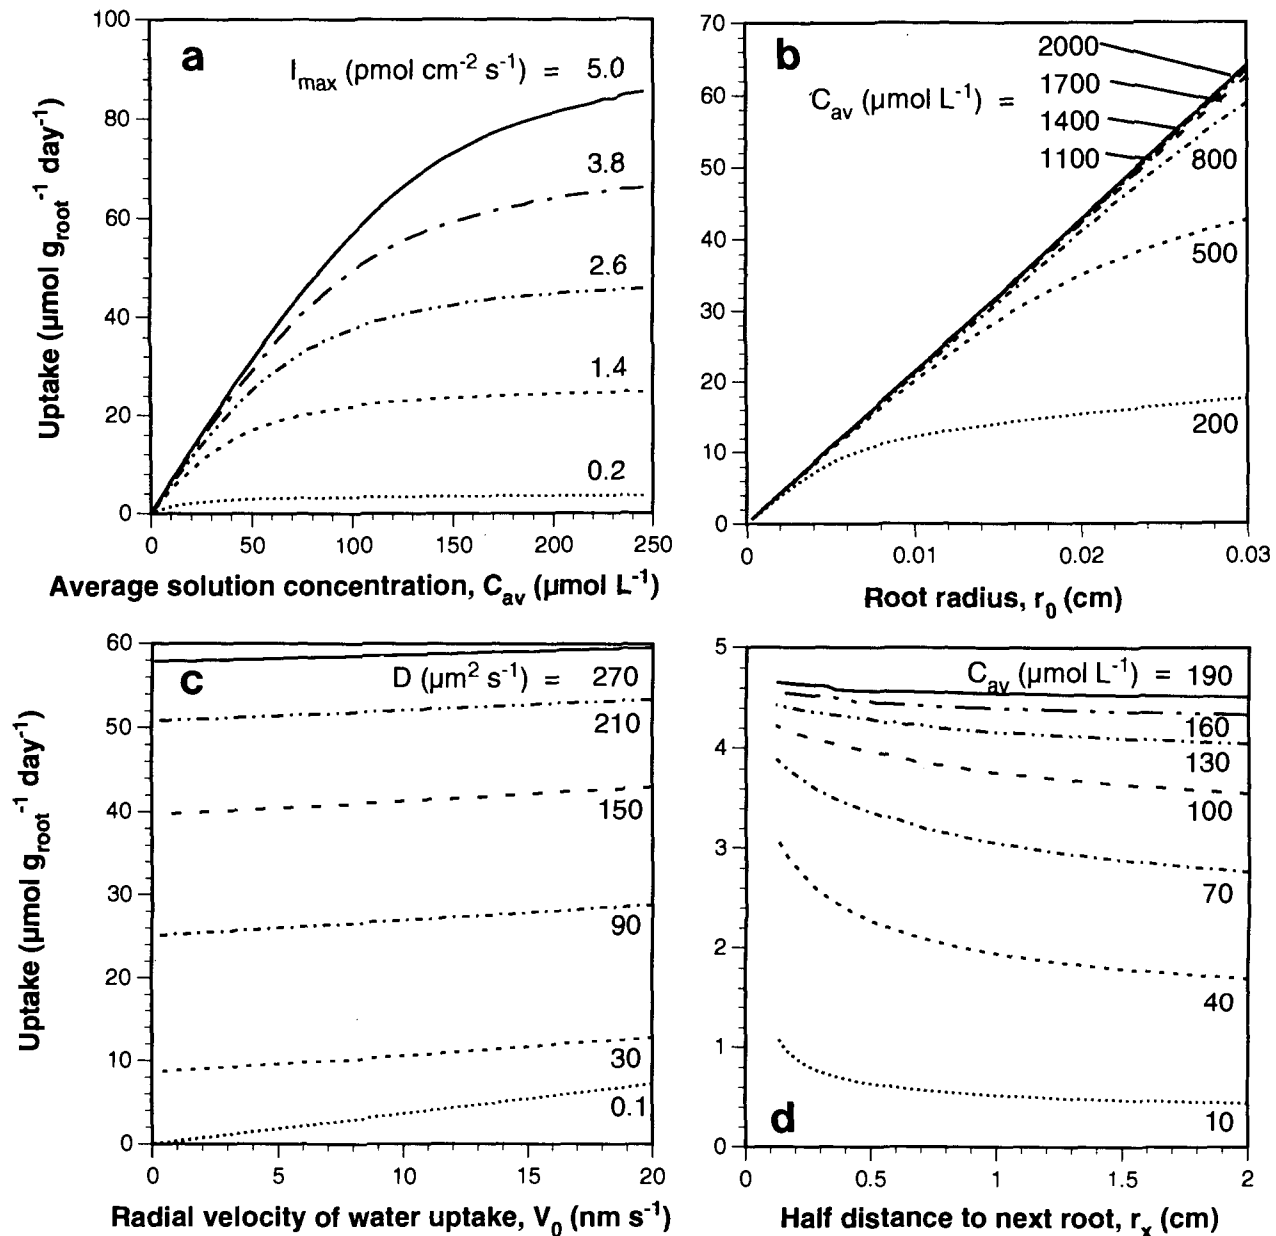 a
I_max (pmol cm⁻² s⁻¹) = 5.0
3.8
2.6
1.4
0.2
100
80
60
40
20
0
0 50 100 150 200 250
Uptake (µmol g_root⁻¹ day⁻¹)
Average solution concentration, C_av (µmol L⁻¹)
b
C_av (µmol L⁻¹) =
2000
1700
1400
1100
800
500
200
70
60
50
40
30
20
10
0
0 0.01 0.02 0.03
Root radius, r₀ (cm)
c
D (µm² s⁻¹) = 270
210
150
90
30
0.1
60
50
40
30
20
10
0
0 5 10 15 20
Uptake (µmol g_root⁻¹ day⁻¹)
Radial velocity of water uptake, V₀ (nm s⁻¹)
C_av (µmol L⁻¹) = 190
160
130
100
70
40
10
d
5
4
3
2
1
0
0 0.5 1 1.5 2
Half distance to next root, r_x (cm)